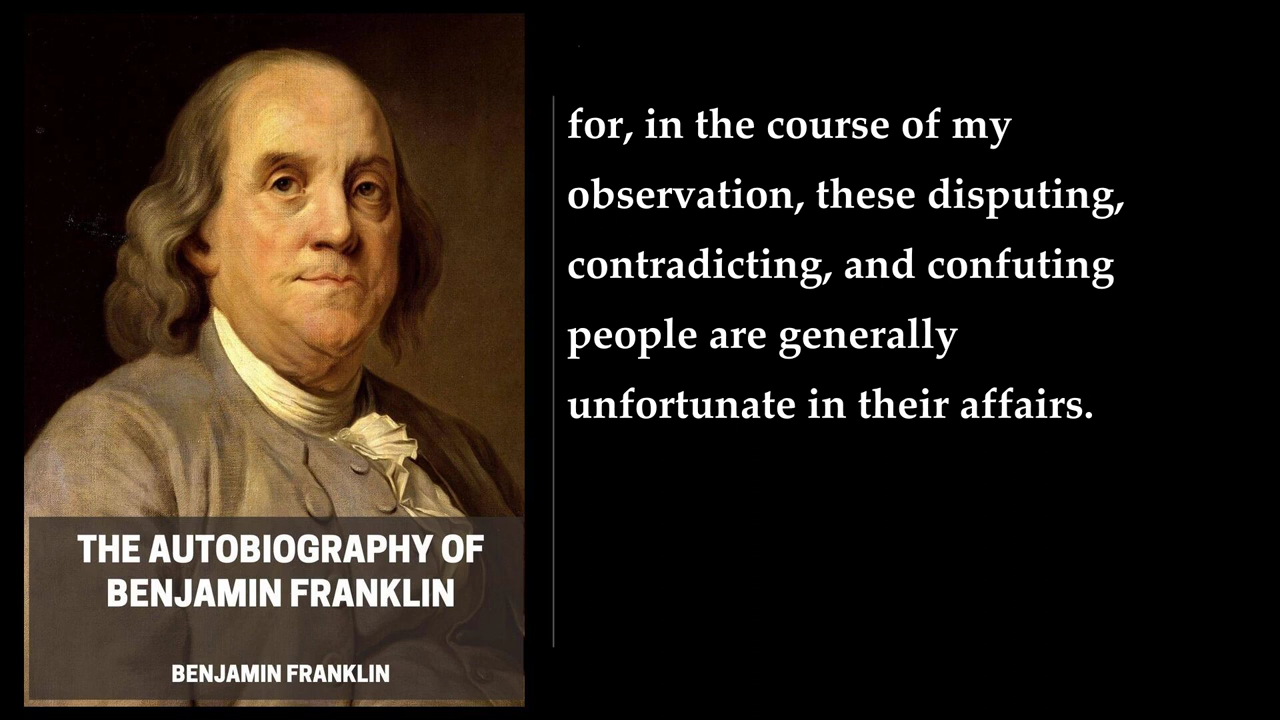 THE AUTOBIOGRAPHY OF
BENJAMIN FRANKLIN
BENJAMIN FRANKLIN
for, in the course of my
observation, these disputing,
contradicting, and confuting
people are generally
unfortunate in their affairs.